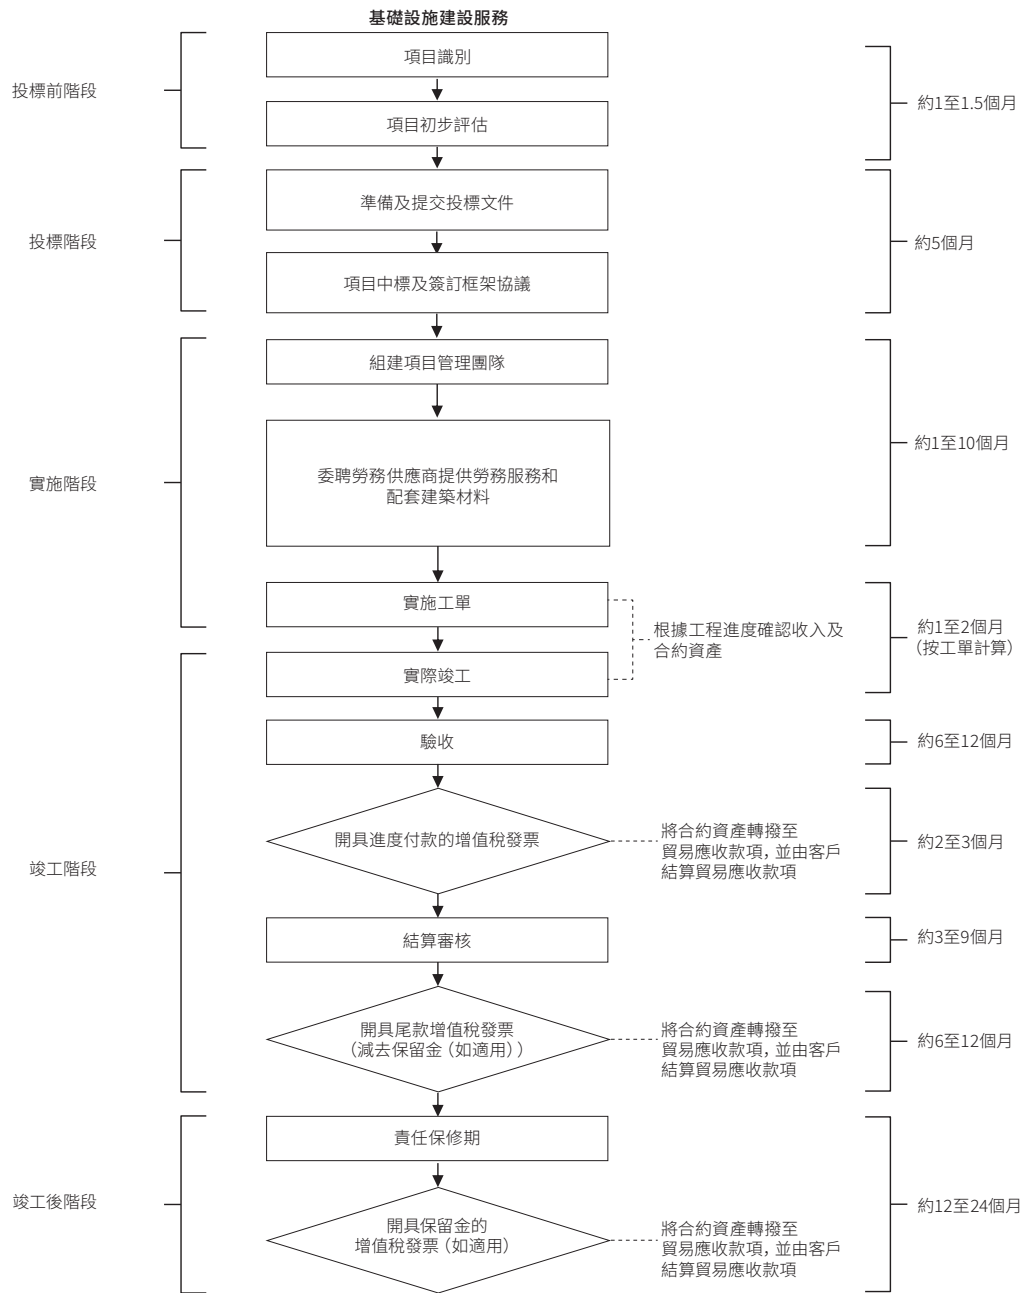 基礎設施建設服務
投標前階段
項目識別
項目初步評估
約1至1.5個月
投標階段
準備及提交投標文件
項目中標及簽訂框架協議
約5個月
實施階段
組建項目管理團隊
委聘勞務供應商提供勞務服務和
配套建築材料
約1至10個月
實施工單
根據工程進度確認收入及
合約資產
約1至2個月
（按工單計算）
竣工階段
實際竣工
驗收
約6至12個月
開具進度付款的增值稅發票
將合約資產轉撥至
貿易應收款項，並由客戶
結算貿易應收款項
約2至3個月
結算審核
約3至9個月
開具尾款增值稅發票
（減去保留金（如適用））
將合約資產轉撥至
貿易應收款項，並由客戶
結算貿易應收款項
約6至12個月
竣工後階段
責任保修期
開具保留金的
增值稅發票（如適用）
將合約資產轉撥至
貿易應收款項，並由客戶
結算貿易應收款項
約12至24個月